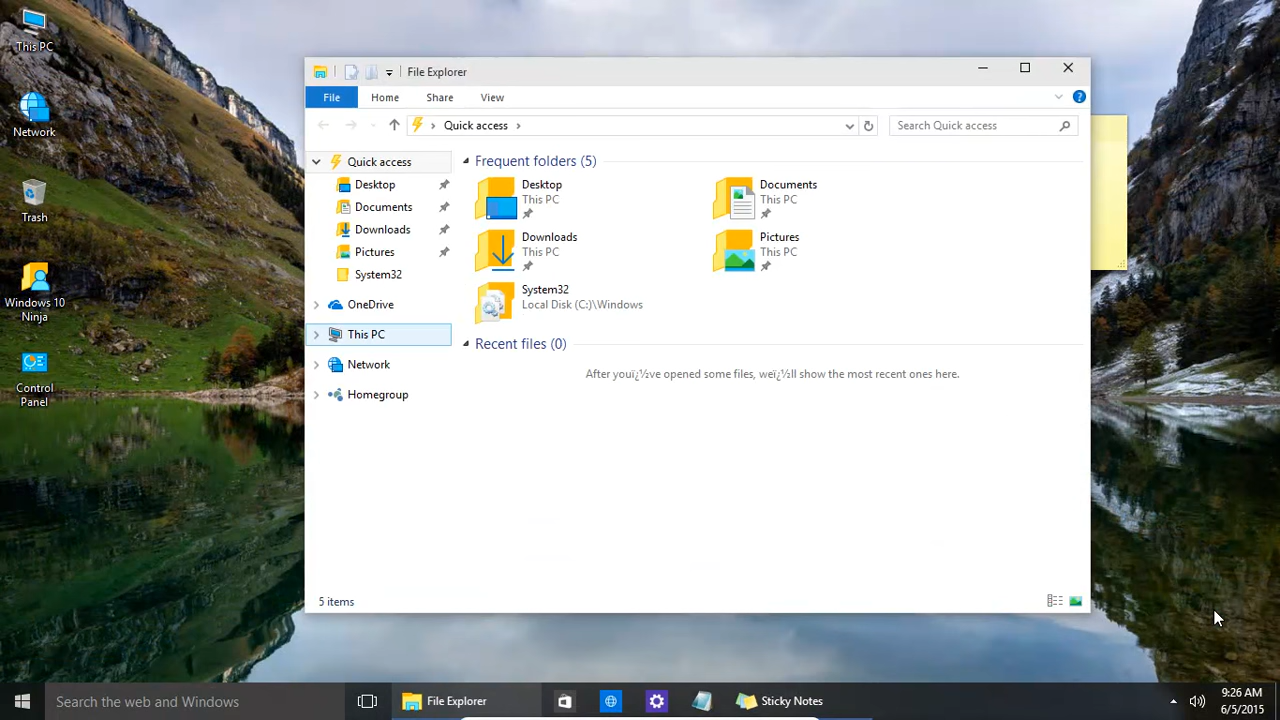 This PC
Network
Trash
Windows 10
Ninja
Control
Panel
File Explorer
File
Home
Share
View
Quick access
Search Quick access
Quick access
Desktop
Documents
Downloads
Pictures
System32
OneDrive
This PC
Network
Homegroup
Frequent folders (5)
Desktop
This PC
Documents
This PC
Downloads
This PC
Pictures
This PC
System32
Local Disk (C:)\Windows
Recent files (0)
After youï¿½ve opened some files, weï¿½ll show the most recent ones here.
5 items
Search the web and Windows
File Explorer
Sticky Notes
9:26 AM
6/5/2015